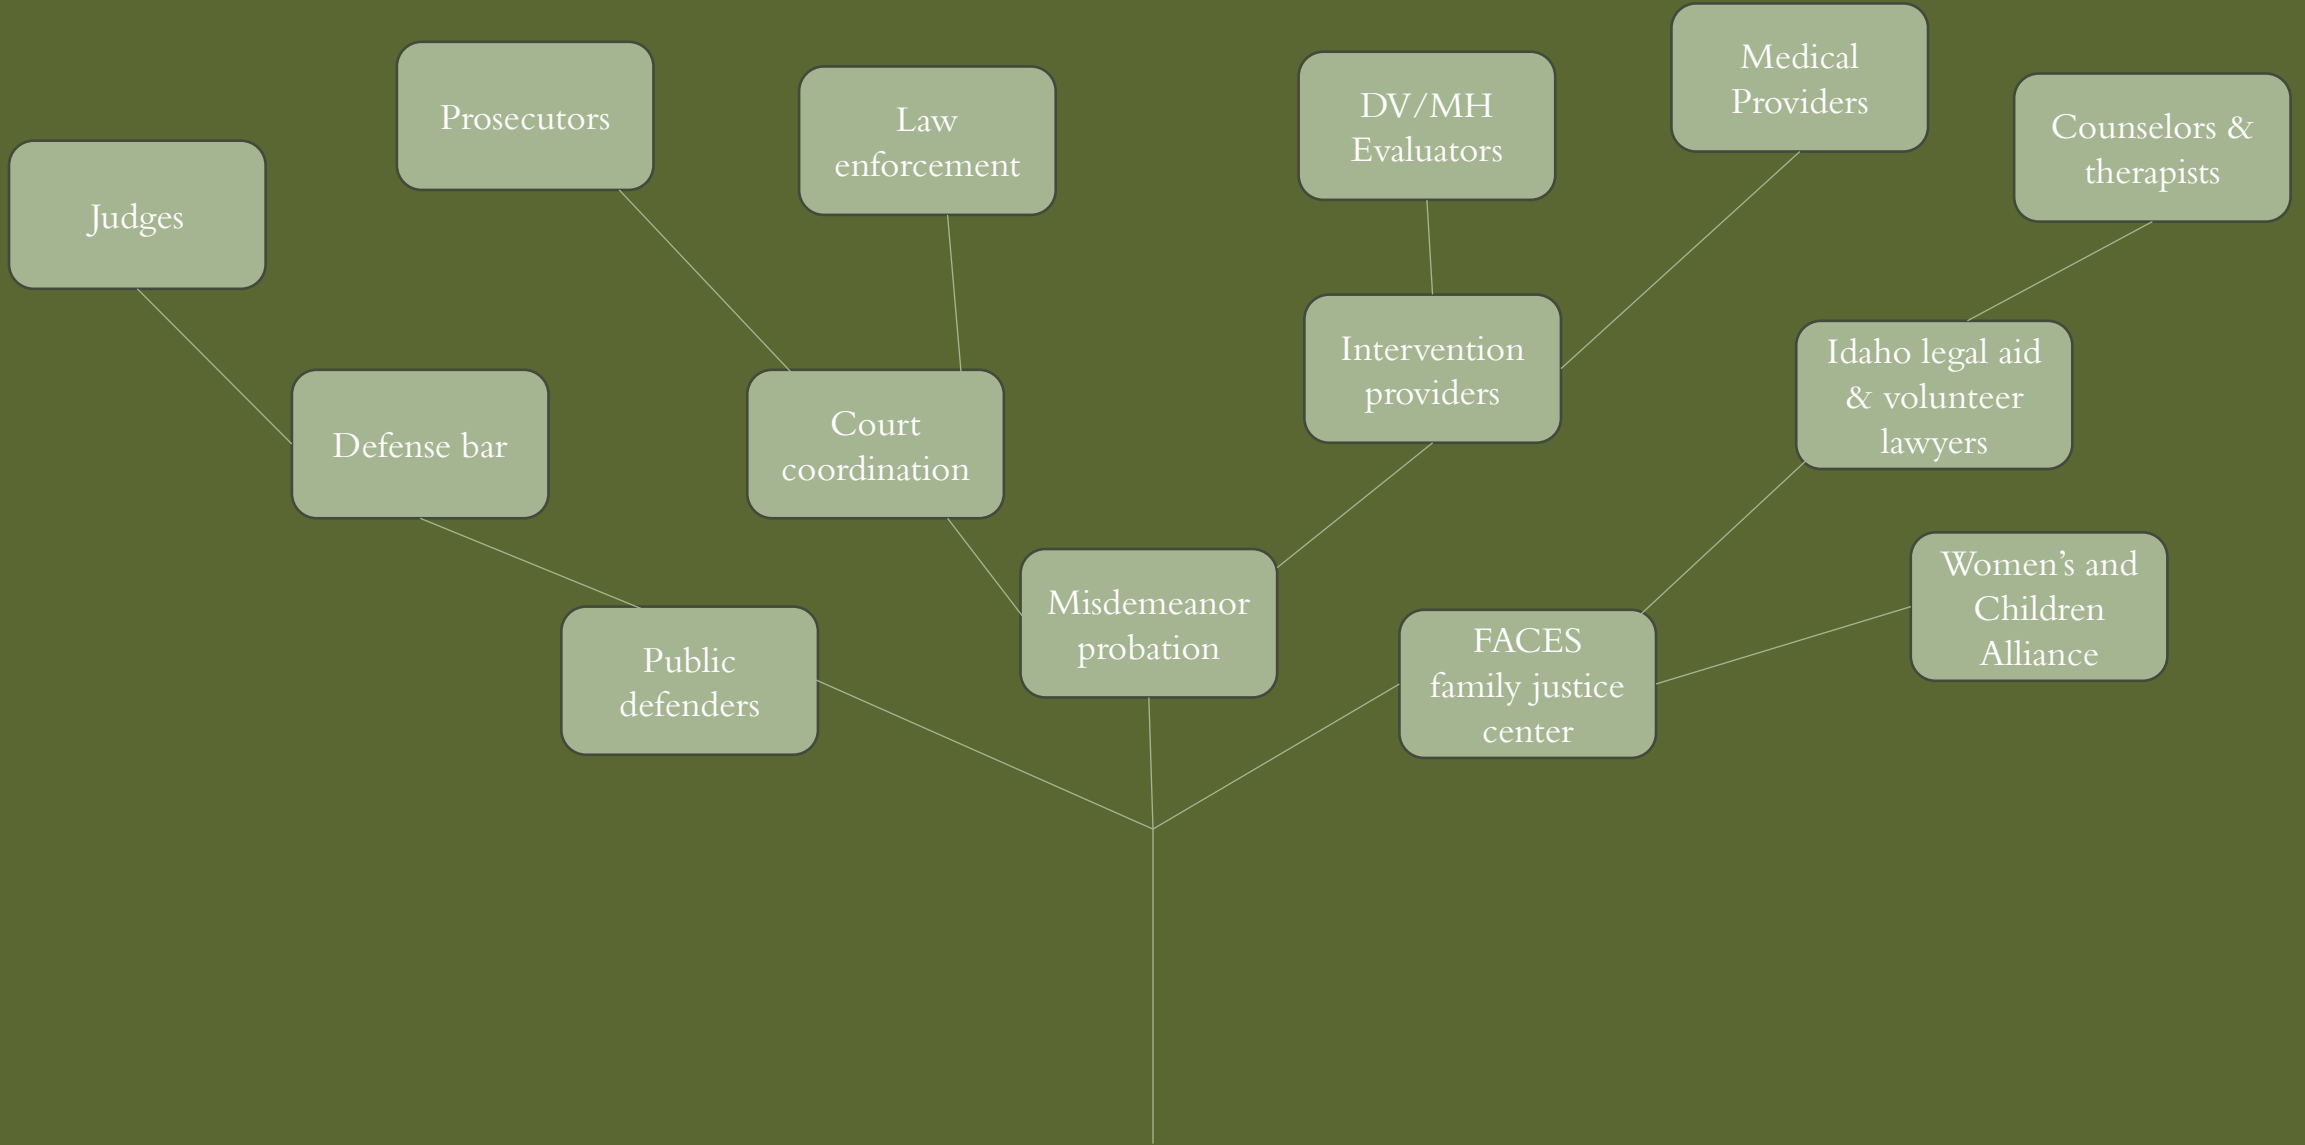 Judges
Prosecutors
Law
enforcement
DV/MH
Evaluators
Medical
Providers
Counselors &
therapists
Defense bar
Court
coordination
Intervention
providers
Idaho legal aid
& volunteer
lawyers
Public
defenders
Misdemeanor
probation
FACES
family justice
center
Women’s and
Children
Alliance